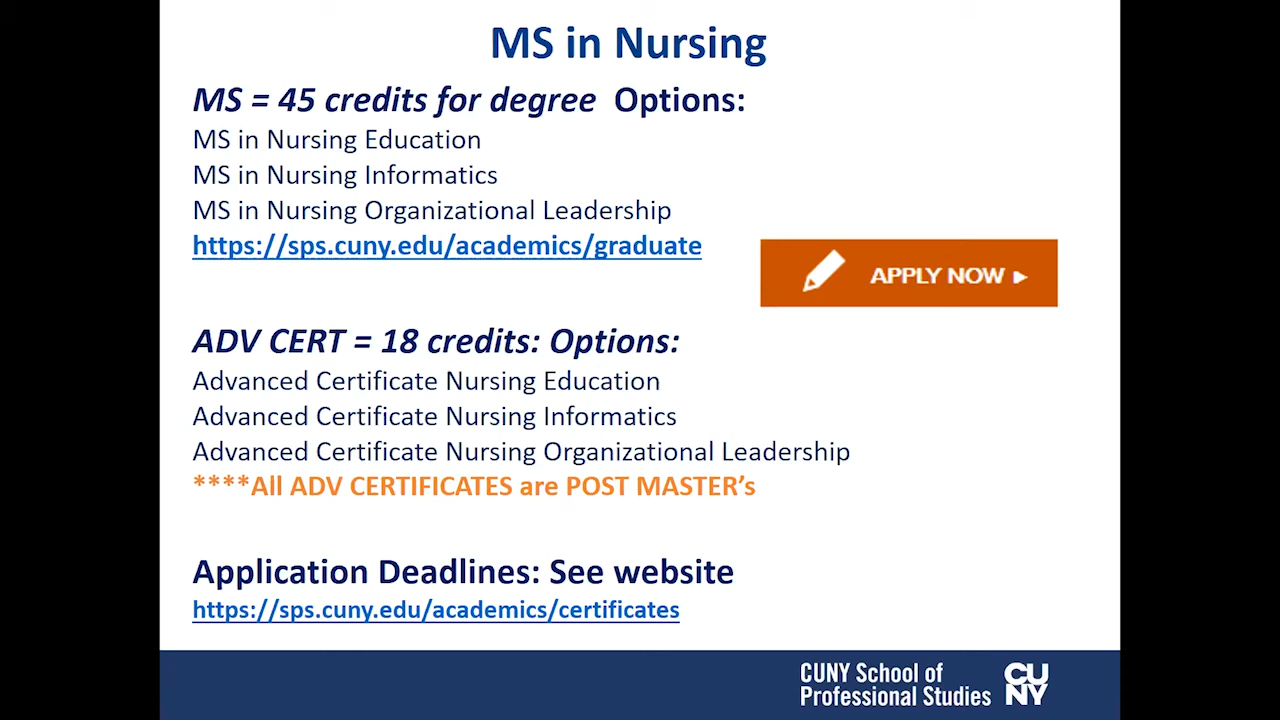 MS in Nursing
MS = 45 credits for degree Options:
MS in Nursing Education
MS in Nursing Informatics
MS in Nursing Organizational Leadership
https://sps.cuny.edu/academics/graduate
APPLY NOW
ADV CERT = 18 credits: Options:
Advanced Certificate Nursing Education
Advanced Certificate Nursing Informatics
Advanced Certificate Nursing Organizational Leadership
****All ADV CERTIFICATES are POST MASTER’s
Application Deadlines: See website
https://sps.cuny.edu/academics/certificates
CUNY School of
Professional Studies
CU
NY